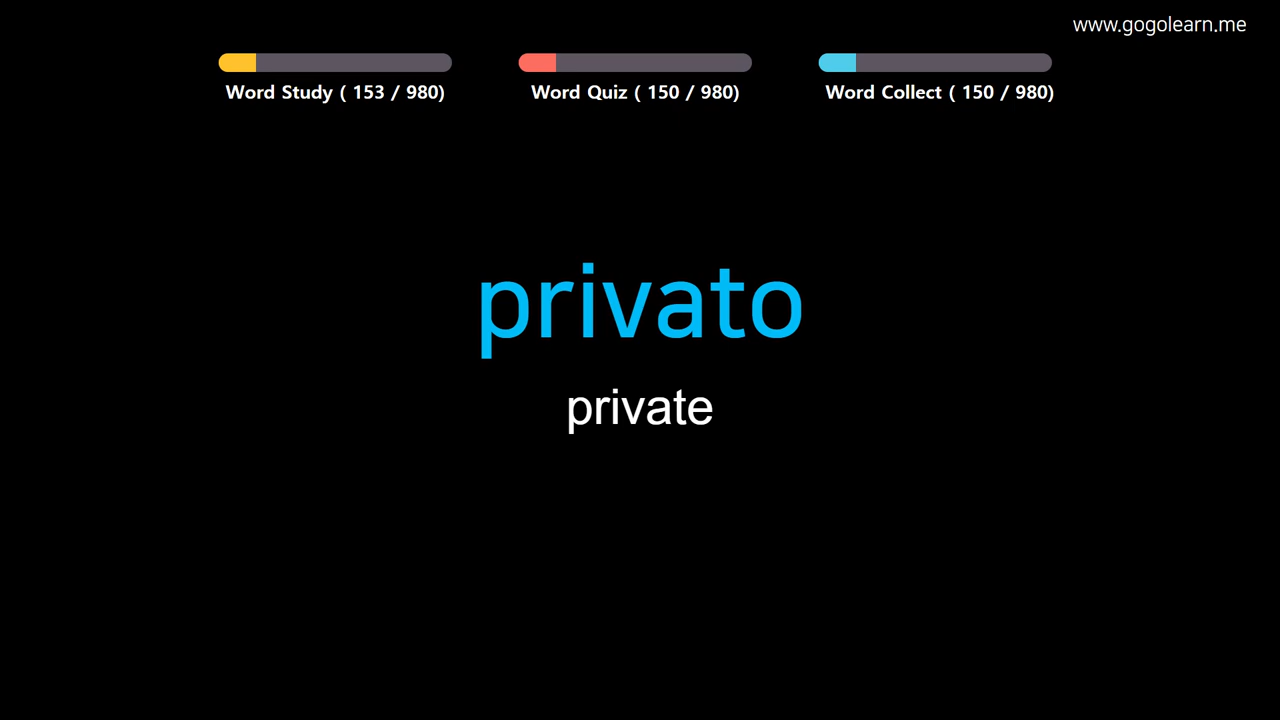 www.gogolearn.me
Word Study ( 153 / 980)
Word Quiz ( 150 / 980)
Word Collect ( 150 / 980)
privato
private